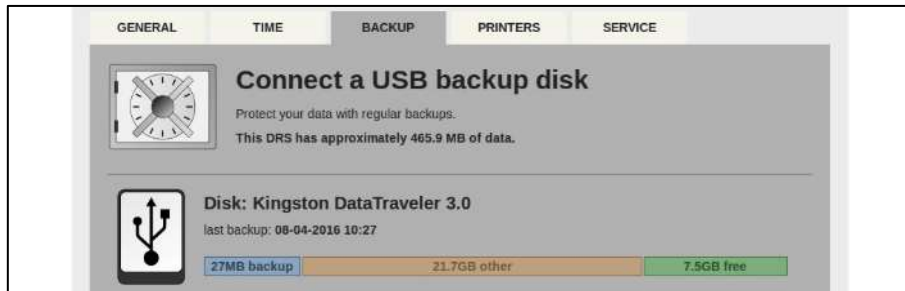 GENERAL TIME BACKUP PRINTERS SERVICE
Connect a USB backup disk
Protect your data with regular backups.
This DRS has approximately 465.9 MB of data.
Disk: Kingston DataTraveler 3.0
last backup: 08-04-2016 10:27
27MB backup 21.7GB other 7.5GB free